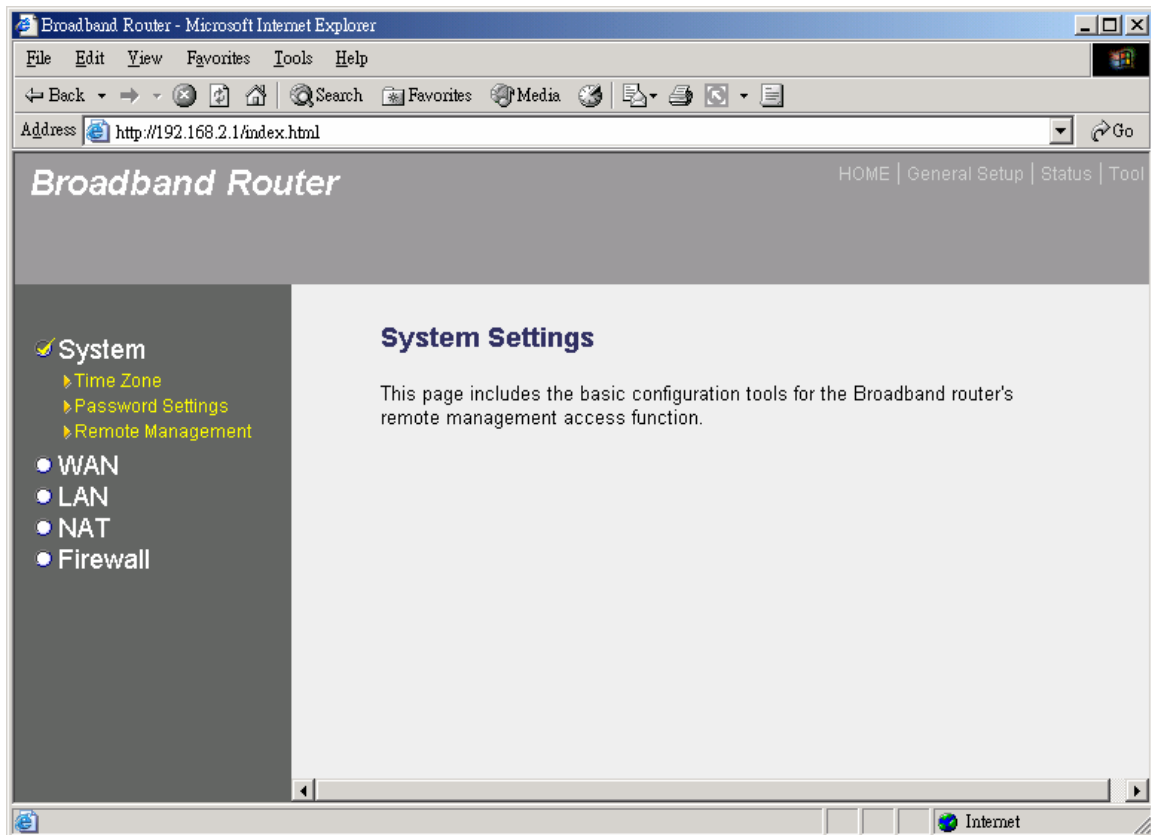 Broadband Router - Microsoft Internet Explorer
File Edit View Favorites Tools Help
Back Search Favorites Media
Address http://192.168.2.1/index.html Go
Broadband Router
HOME | General Setup | Status | Tool
System
Time Zone
Password Settings
Remote Management
WAN
LAN
NAT
Firewall
System Settings
This page includes the basic configuration tools for the Broadband router's
remote management access function.
Internet